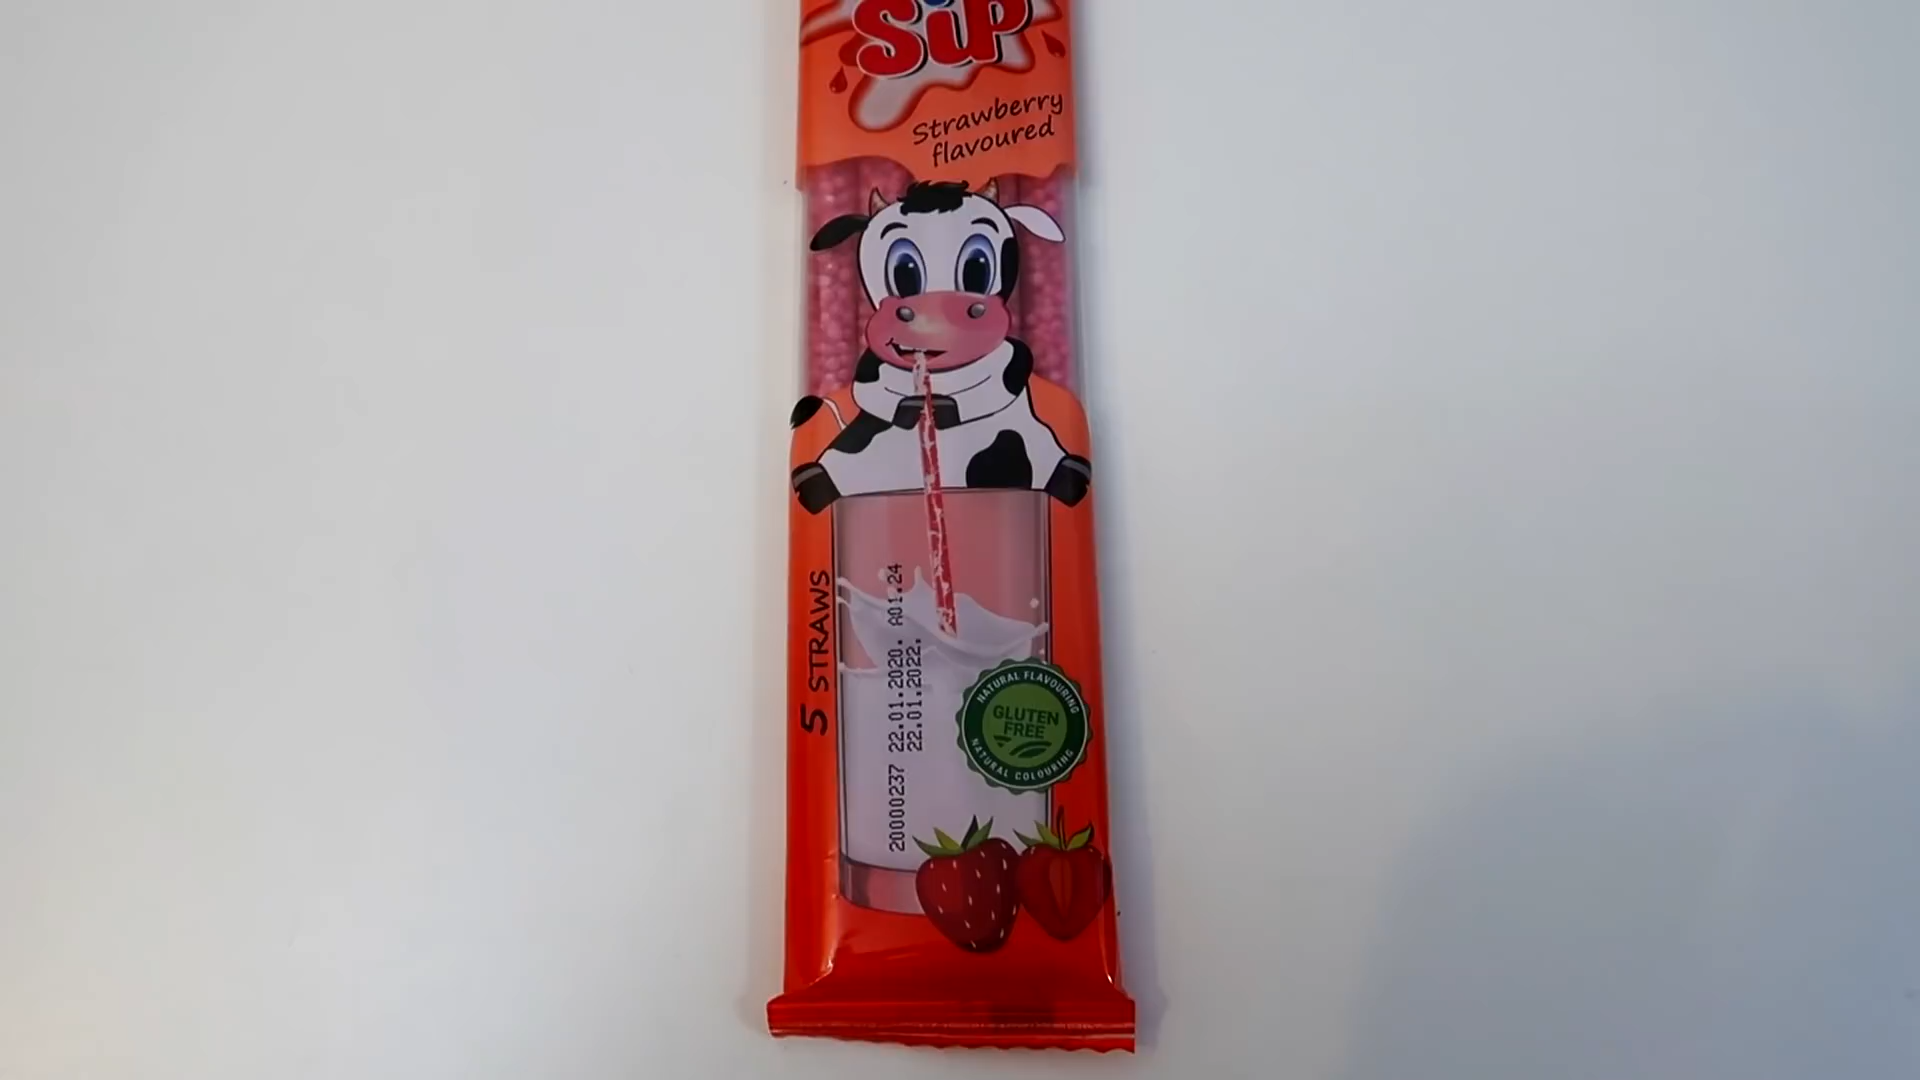 Sip
Strawberry
flavoured
5 STRAWS
20000237 22.01.2020. A01.24
22.01.2022.
NATURAL FLAVOURING
GLUTEN
FREE
NATURAL COLOURING